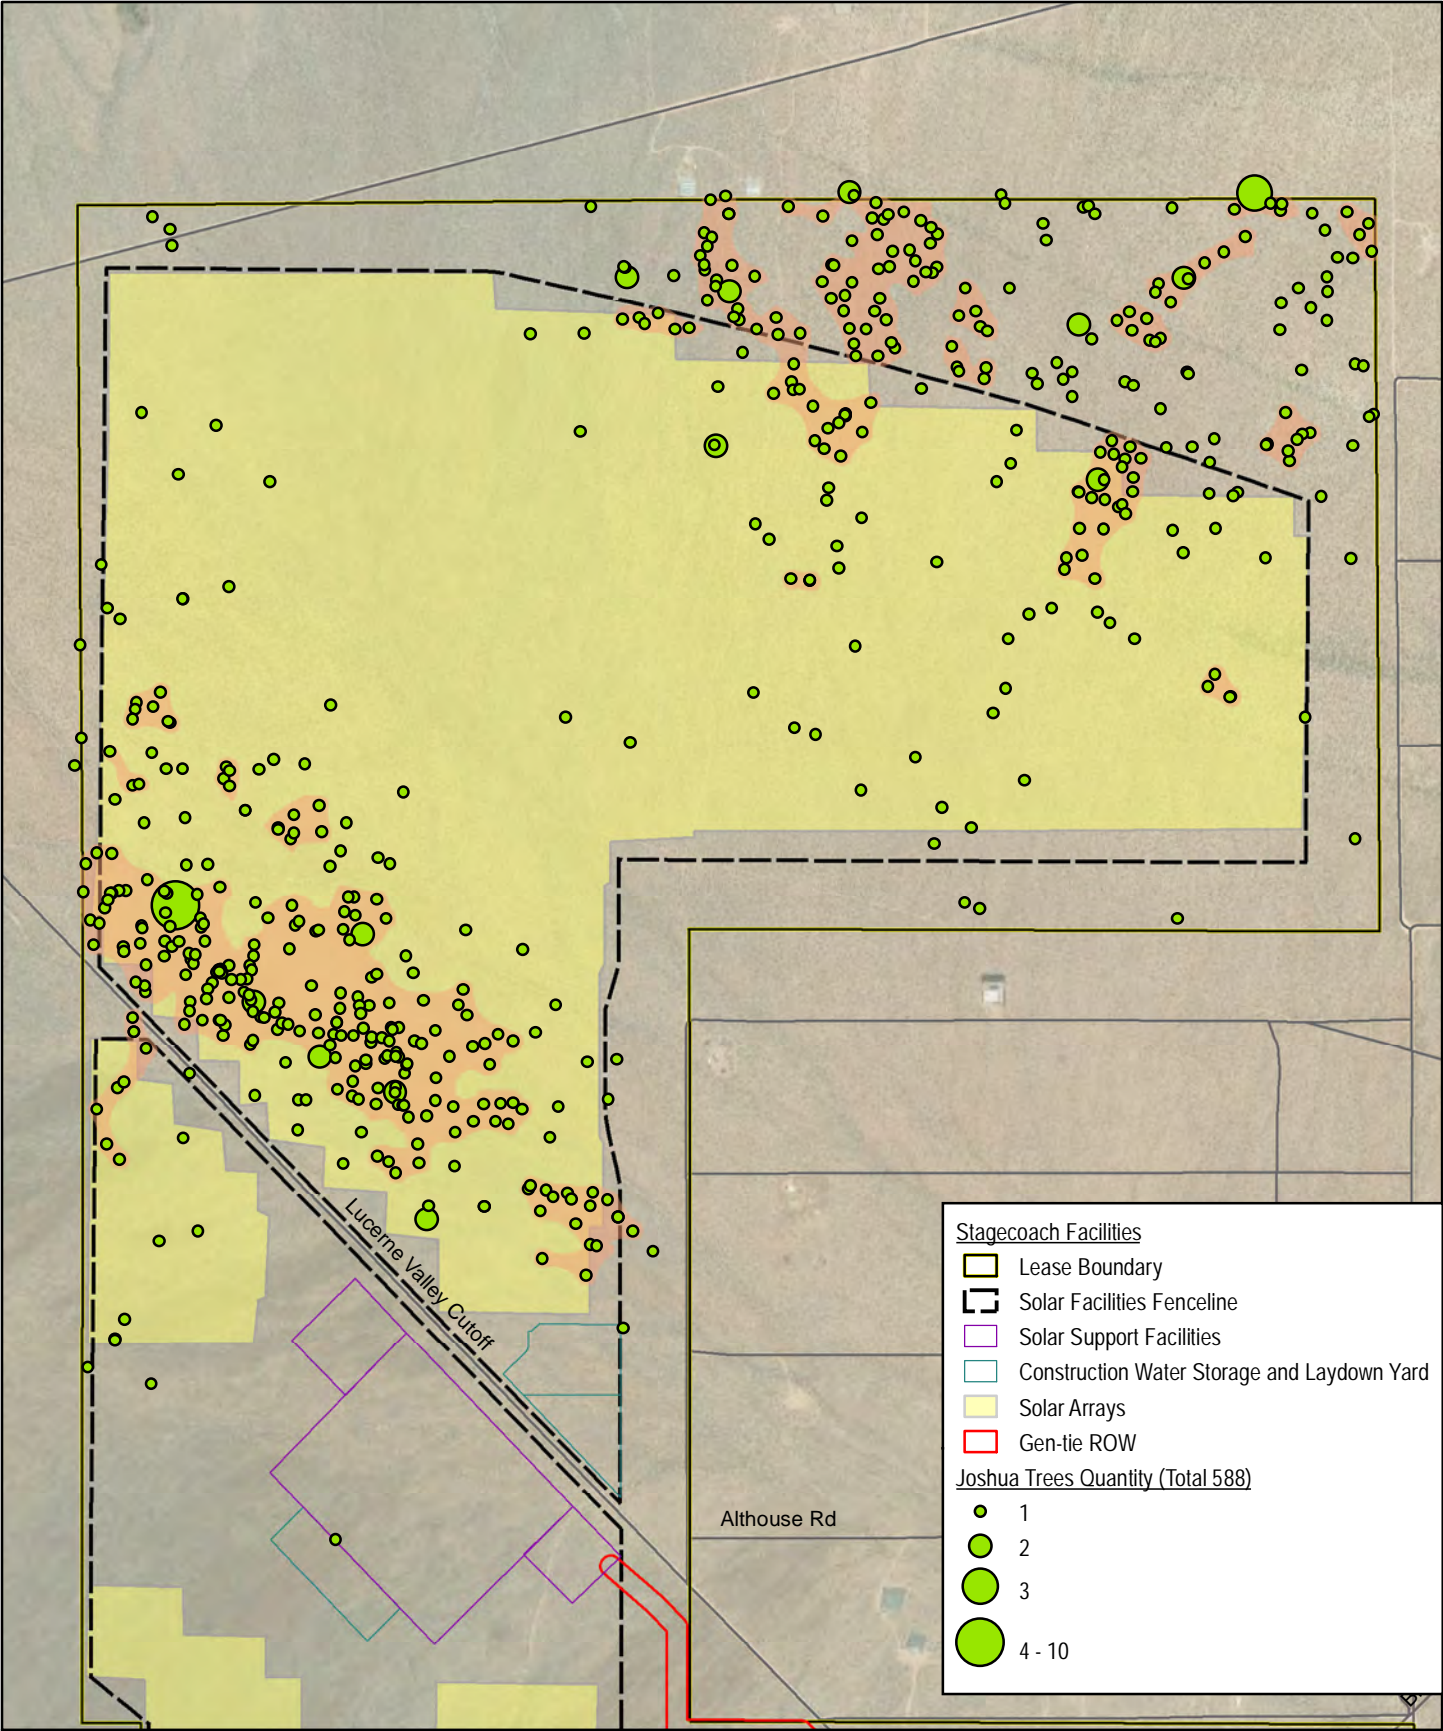 Lucerne Valley Cutoff
Althouse Rd
Stagecoach Facilities
Lease Boundary
Solar Facilities Fenceline
Solar Support Facilities
Construction Water Storage and Laydown Yard
Solar Arrays
Gen-tie ROW
Joshua Trees Quantity (Total 588)
1
2
3
4 - 10